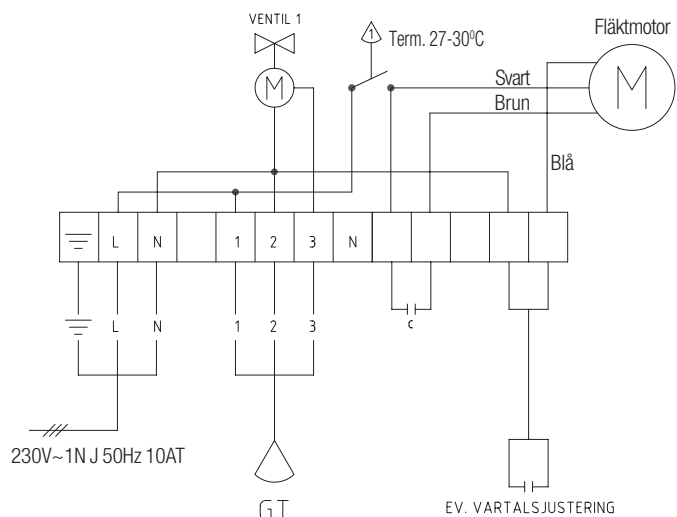 VENTIL 1
Fläktmotor
1
Term. 27-30ºC
M
M
Svart
Brun
Blå
L N 1 2 3 N
L N 1 2 3
c
230V~1N J 50Hz 10AT
GT
EV. VARTALSJUSTERING